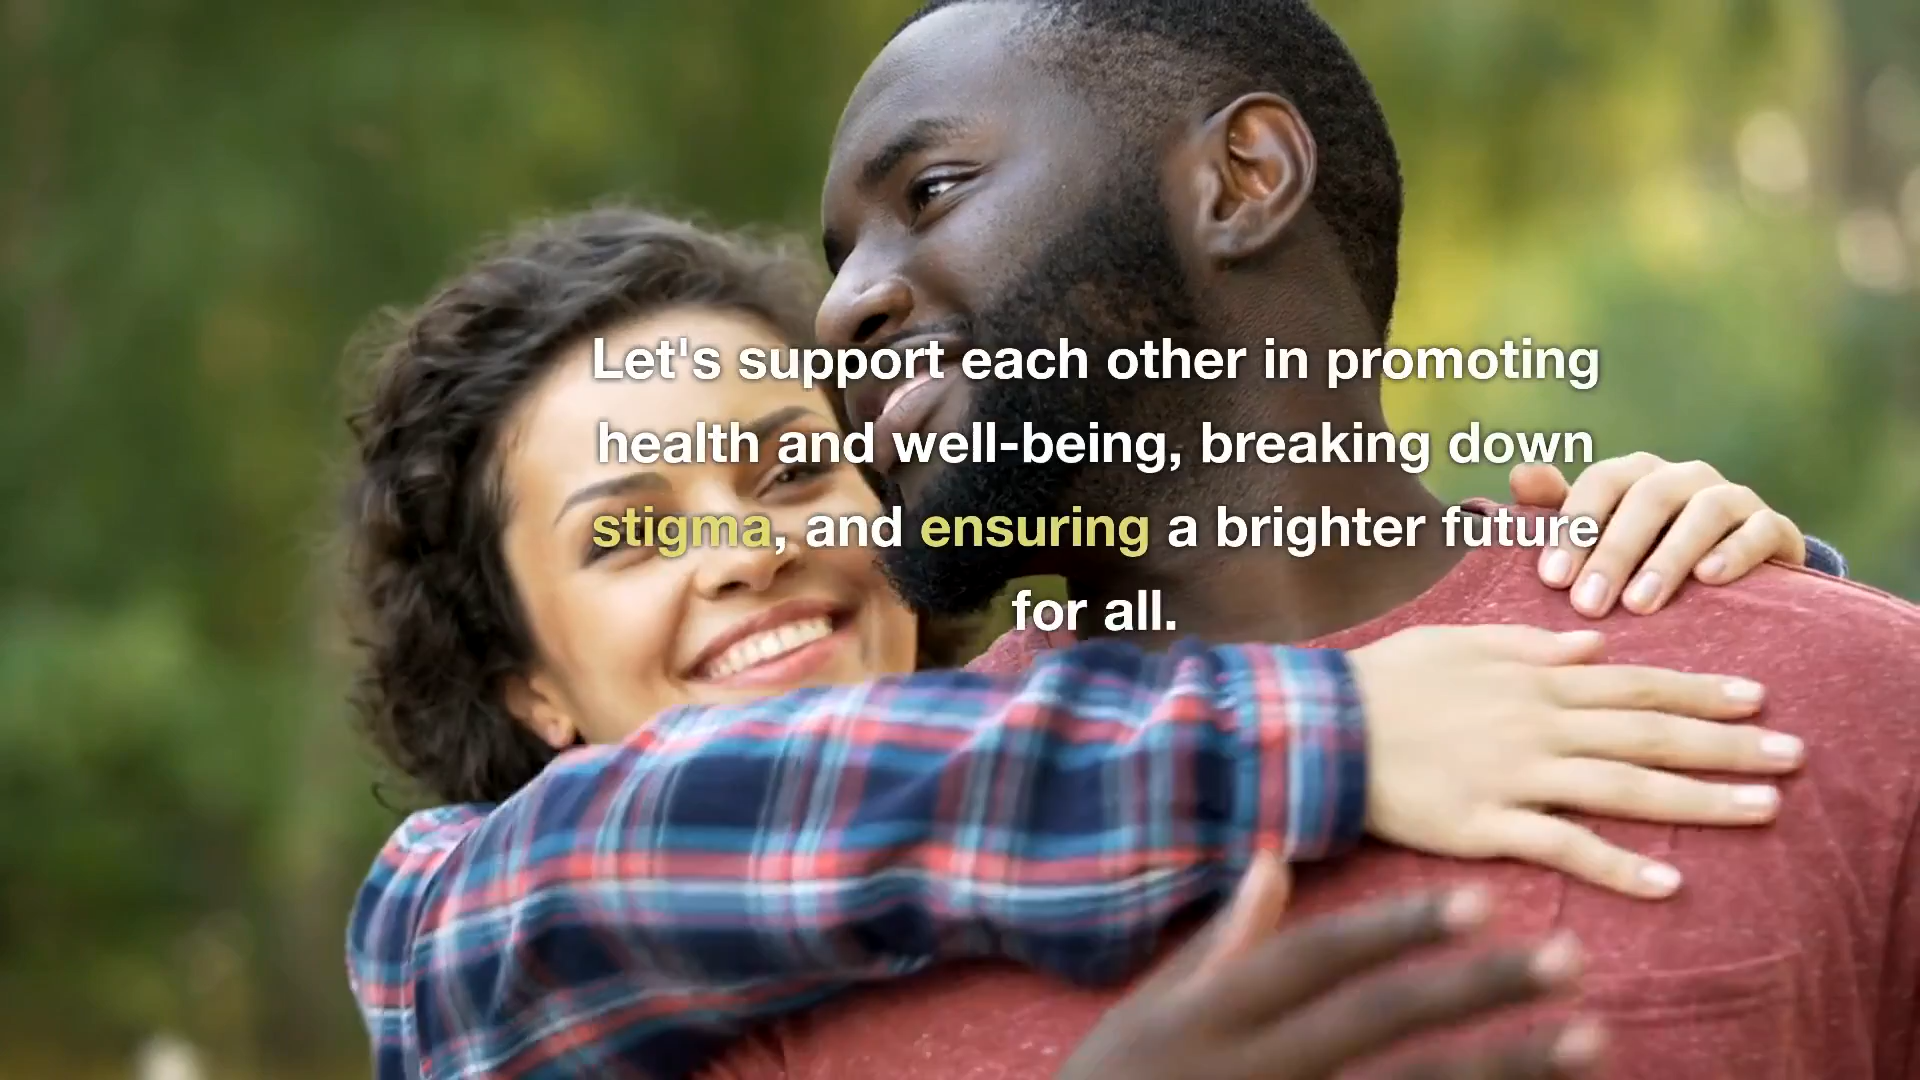 Let's support each other in promoting
health and well-being, breaking down
stigma, and ensuring a brighter future
for all.